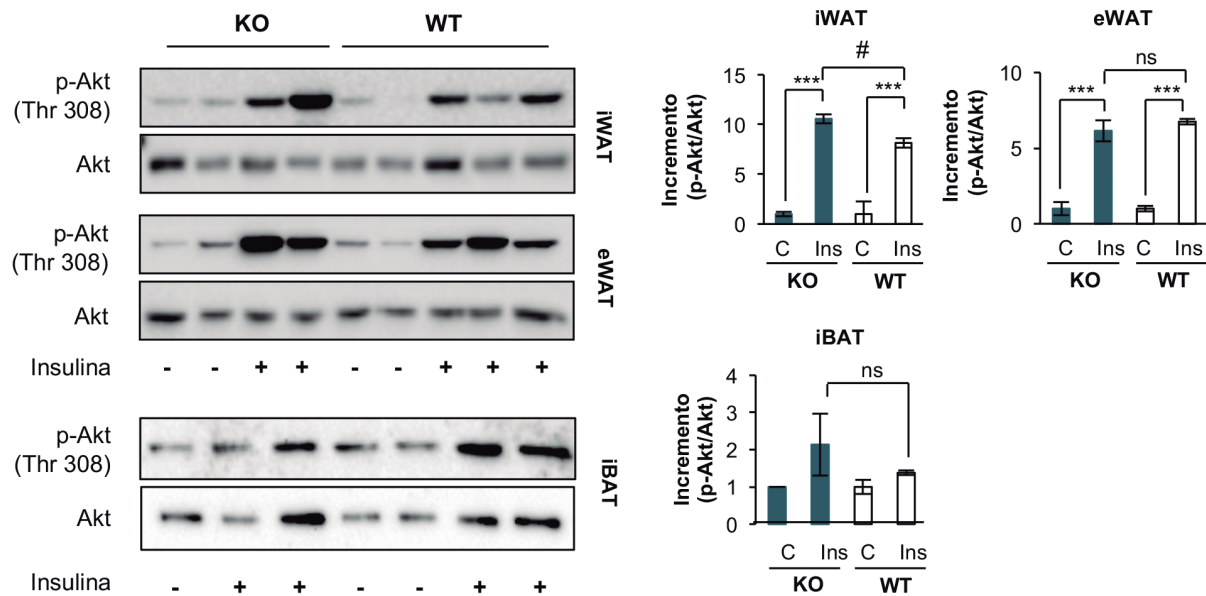 KO WT
p-Akt
(Thr 308)
Akt
iWAT
p-Akt
(Thr 308)
Akt
eWAT
Insulina - - + + - - + + +
p-Akt
(Thr 308)
Akt
iBAT
Insulina - + + - - + +
iWAT
#
*** ***
Incremento
(p-Akt/Akt)
15
10
5
0
C Ins C Ins
KO WT
eWAT
ns
*** ***
Incremento
(p-Akt/Akt)
10
5
0
C Ins C Ins
KO WT
iBAT
ns
Incremento
(p-Akt/Akt)
4
3
2
1
0
C Ins C Ins
KO WT